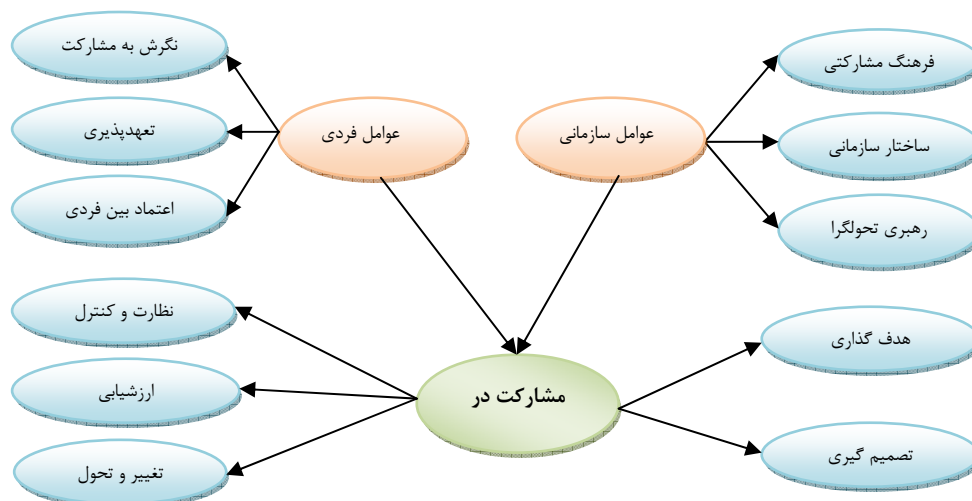 فرهنگ مشارکتی
نگرش به مشارکت
عوامل سازمانی
عوامل فردی
ساختار سازمانی
تعهدپذیری
رهبری تحولگرا
اعتماد بین فردی
هدف گذاری
نظارت و کنترل
مشارکت در
ارزشیابی
تصمیم گیری
تغییر و تحول